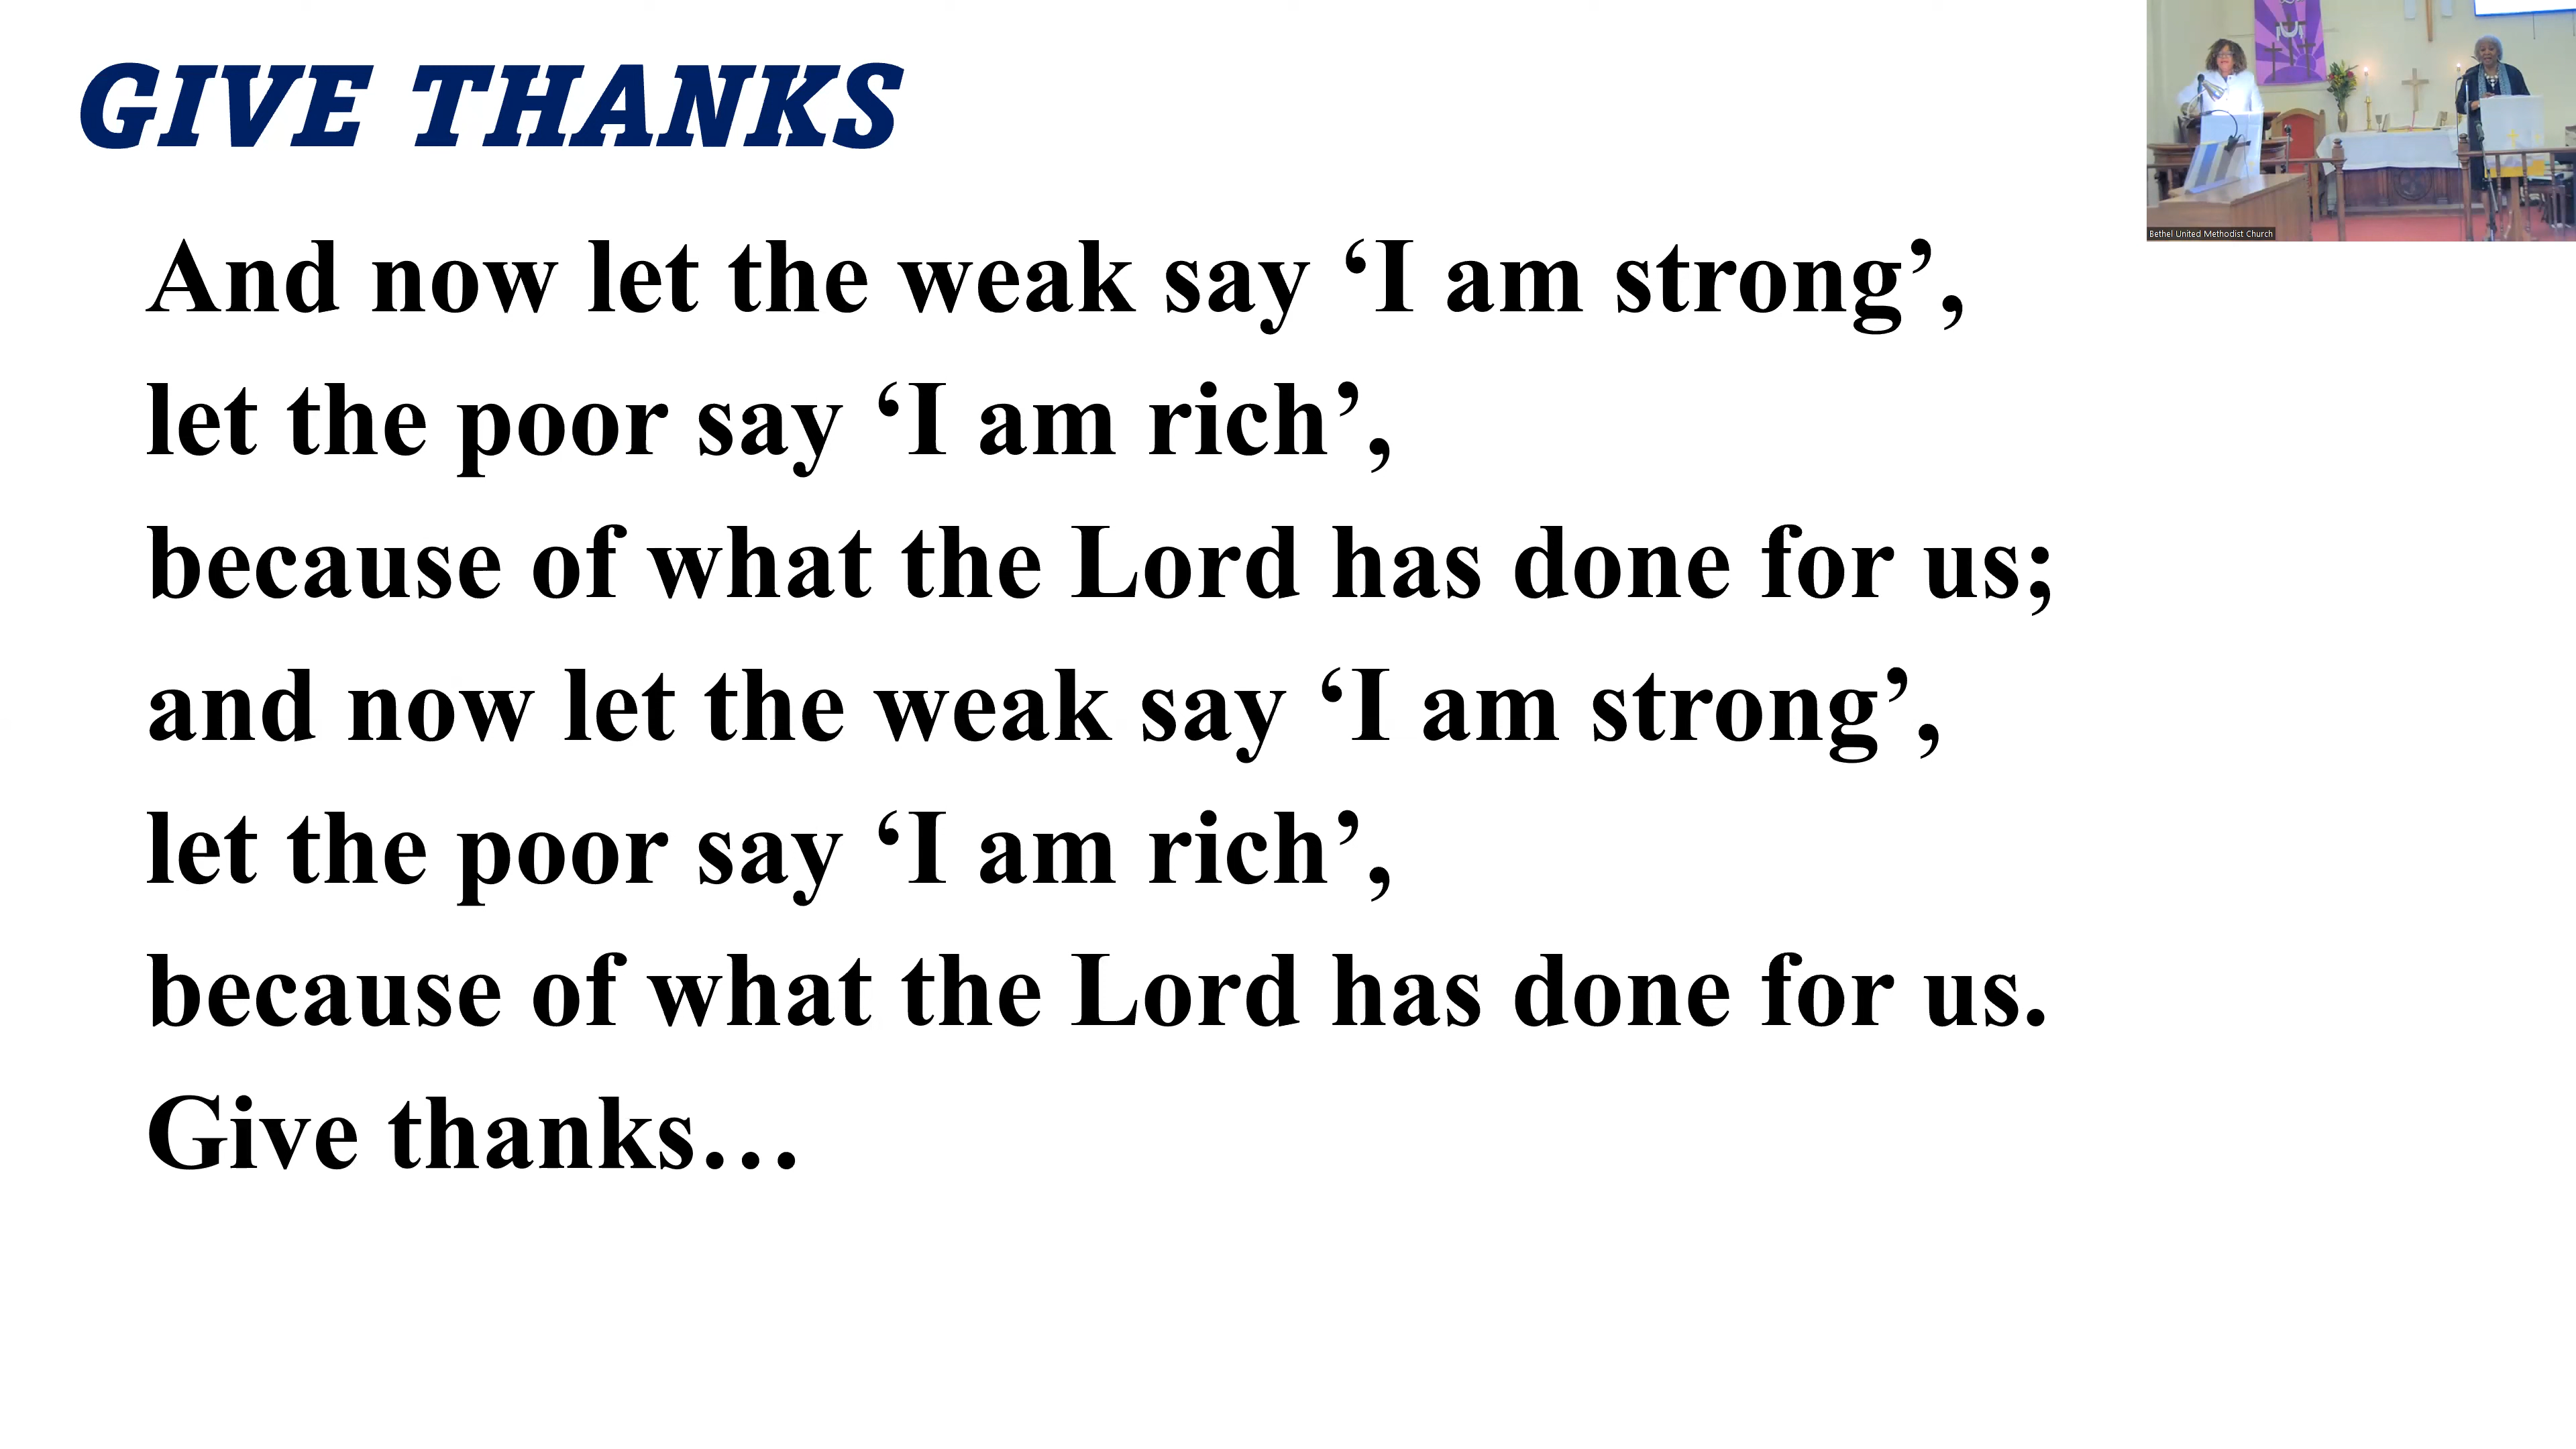 GIVE THANKS
And now let the weak say ‘I am strong’,
let the poor say ‘I am rich’,
because of what the Lord has done for us;
and now let the weak say ‘I am strong’,
let the poor say ‘I am rich’,
because of what the Lord has done for us.
Give thanks…
Bethel United Methodist Church